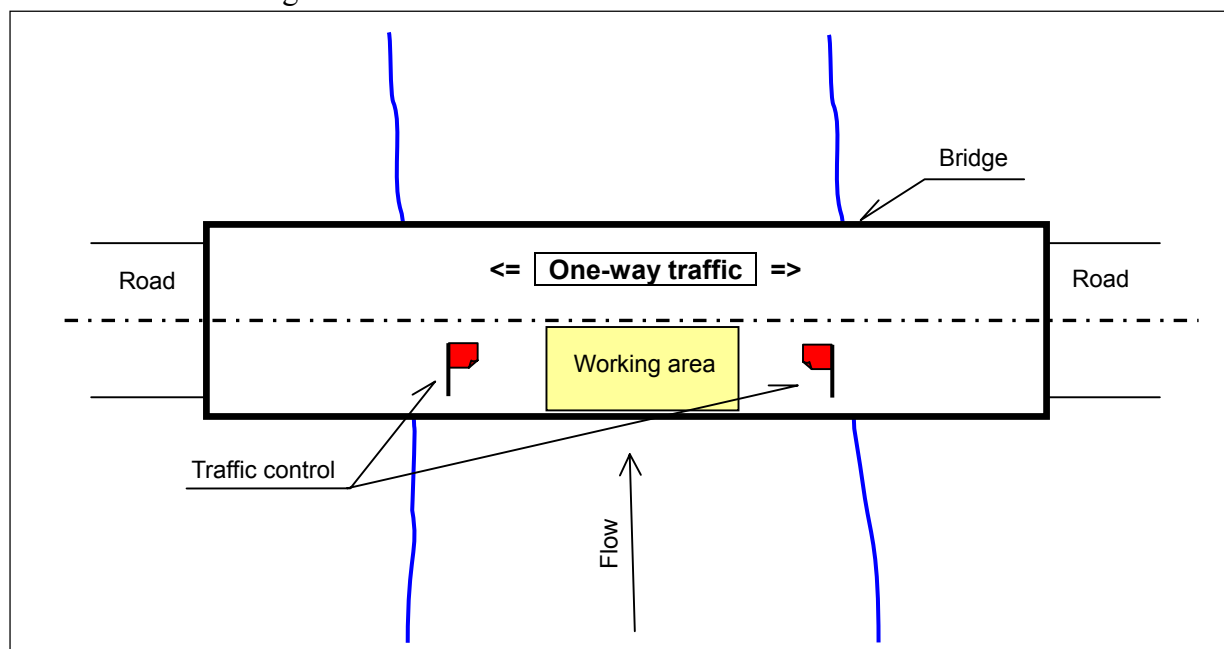 Bridge
Road
<= One-way traffic =>
Road
Working area
Traffic control
Flow